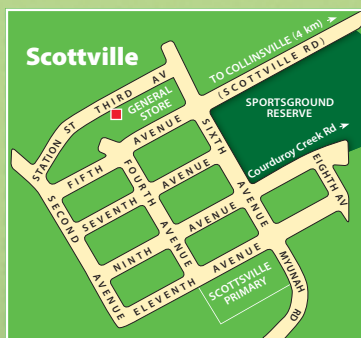 Scottville
TO COLLINSVILLE (4 km)
(SCOTTVILLE RD)
STATION ST
THIRD AV
GENERAL
STORE
SPORTSGROUND
RESERVE
Courduroy Creek Rd
SIXTH AVENUE
EIGHTH AV
FIFTH AVENUE
FOURTH AVENUE
SECOND AVENUE
SEVENTH AVENUE
NINTH AVENUE
ELEVENTH AVENUE
SCOTTSVILLE
PRIMARY
MYUNAH RD